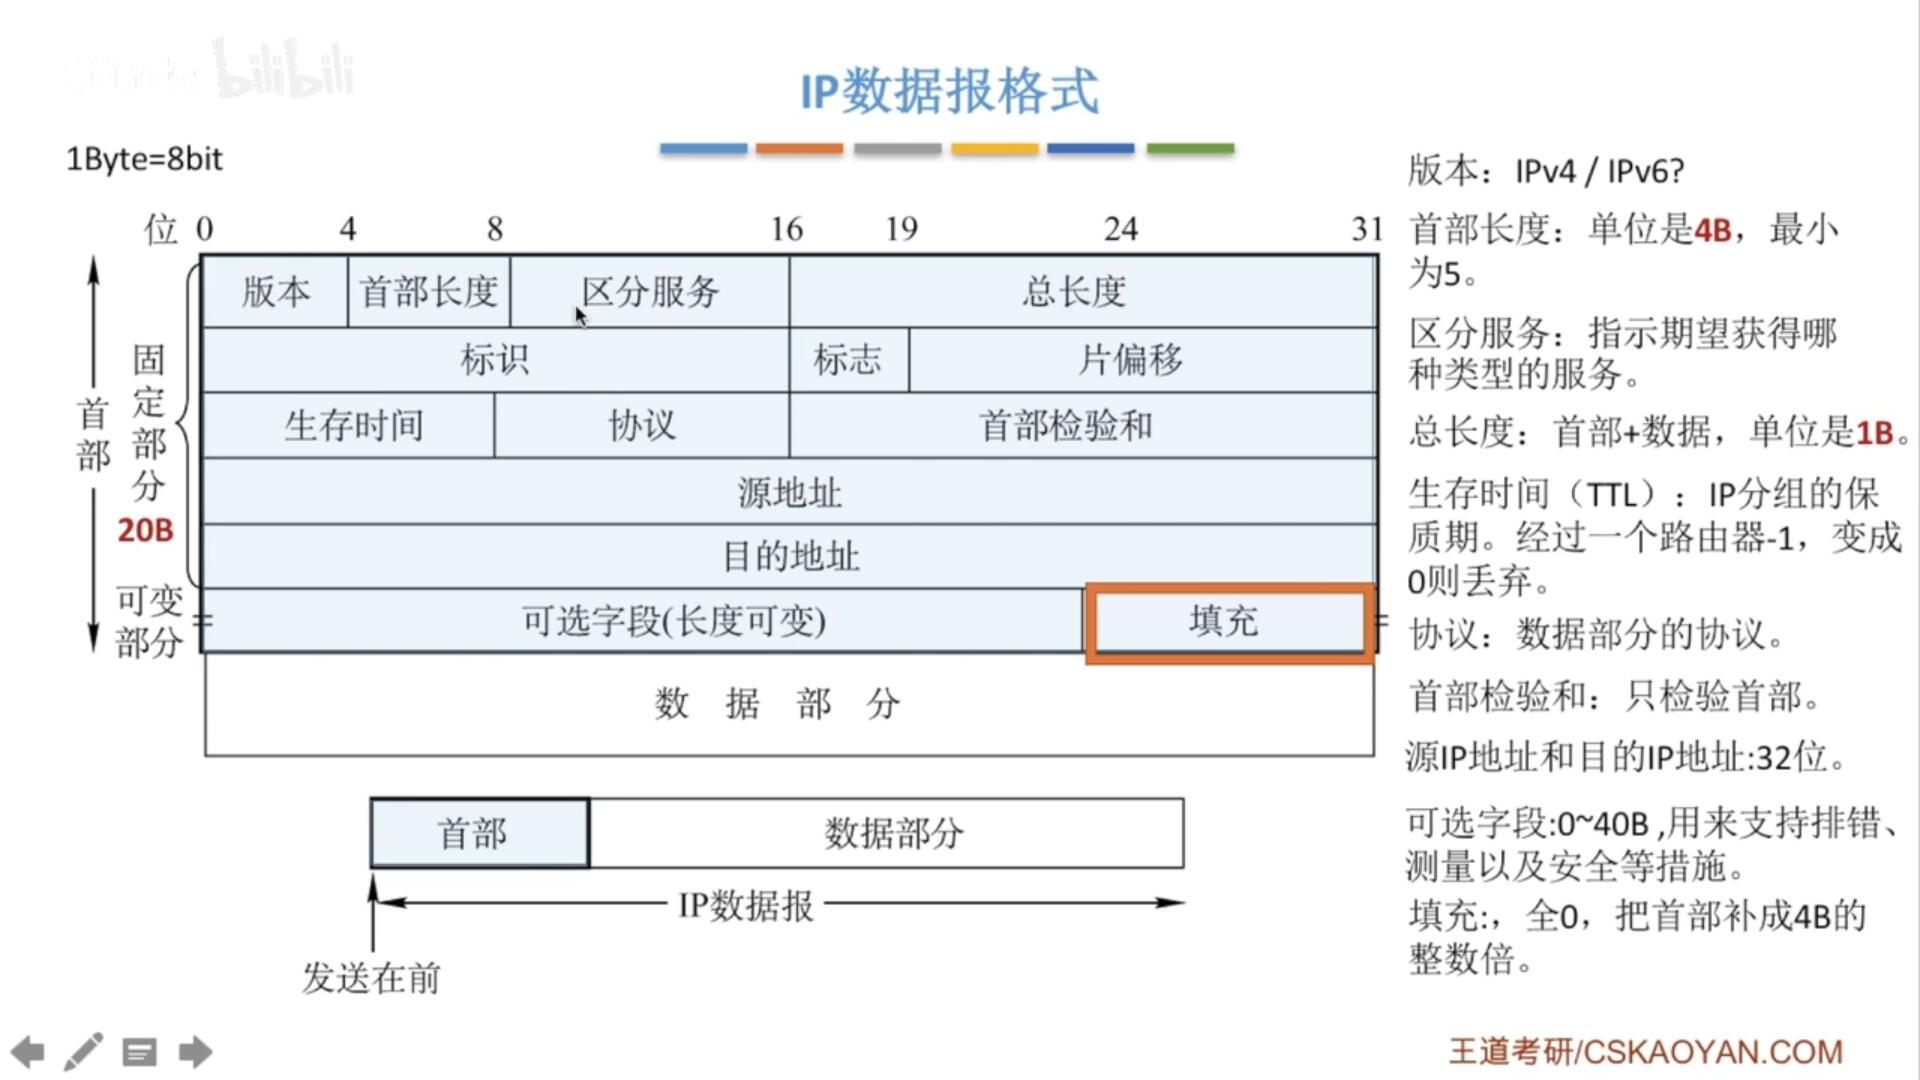 bilibili
IP数据报格式
1Byte=8bit
位 0 4 8 16 19 24 31
版本 首部长度 区分服务 总长度
标识 标志 片偏移
生存时间 协议 首部检验和
源地址
目的地址
可选字段(长度可变) 填充
数 据 部 分
首部
固定部分
20B
可变
部分
首部 数据部分
IP数据报
发送在前
版本：IPv4 / IPv6?
首部长度：单位是4B，最小
为5。
区分服务：指示期望获得哪
种类型的服务。
总长度：首部+数据，单位是1B。
生存时间（TTL）：IP分组的保
质期。经过一个路由器-1，变成
0则丢弃。
协议：数据部分的协议。
首部检验和：只检验首部。
源IP地址和目的IP地址:32位。
可选字段:0~40B ,用来支持排错、
测量以及安全等措施。
填充:，全0，把首部补成4B的
整数倍。
王道考研/CSKAOYAN.COM